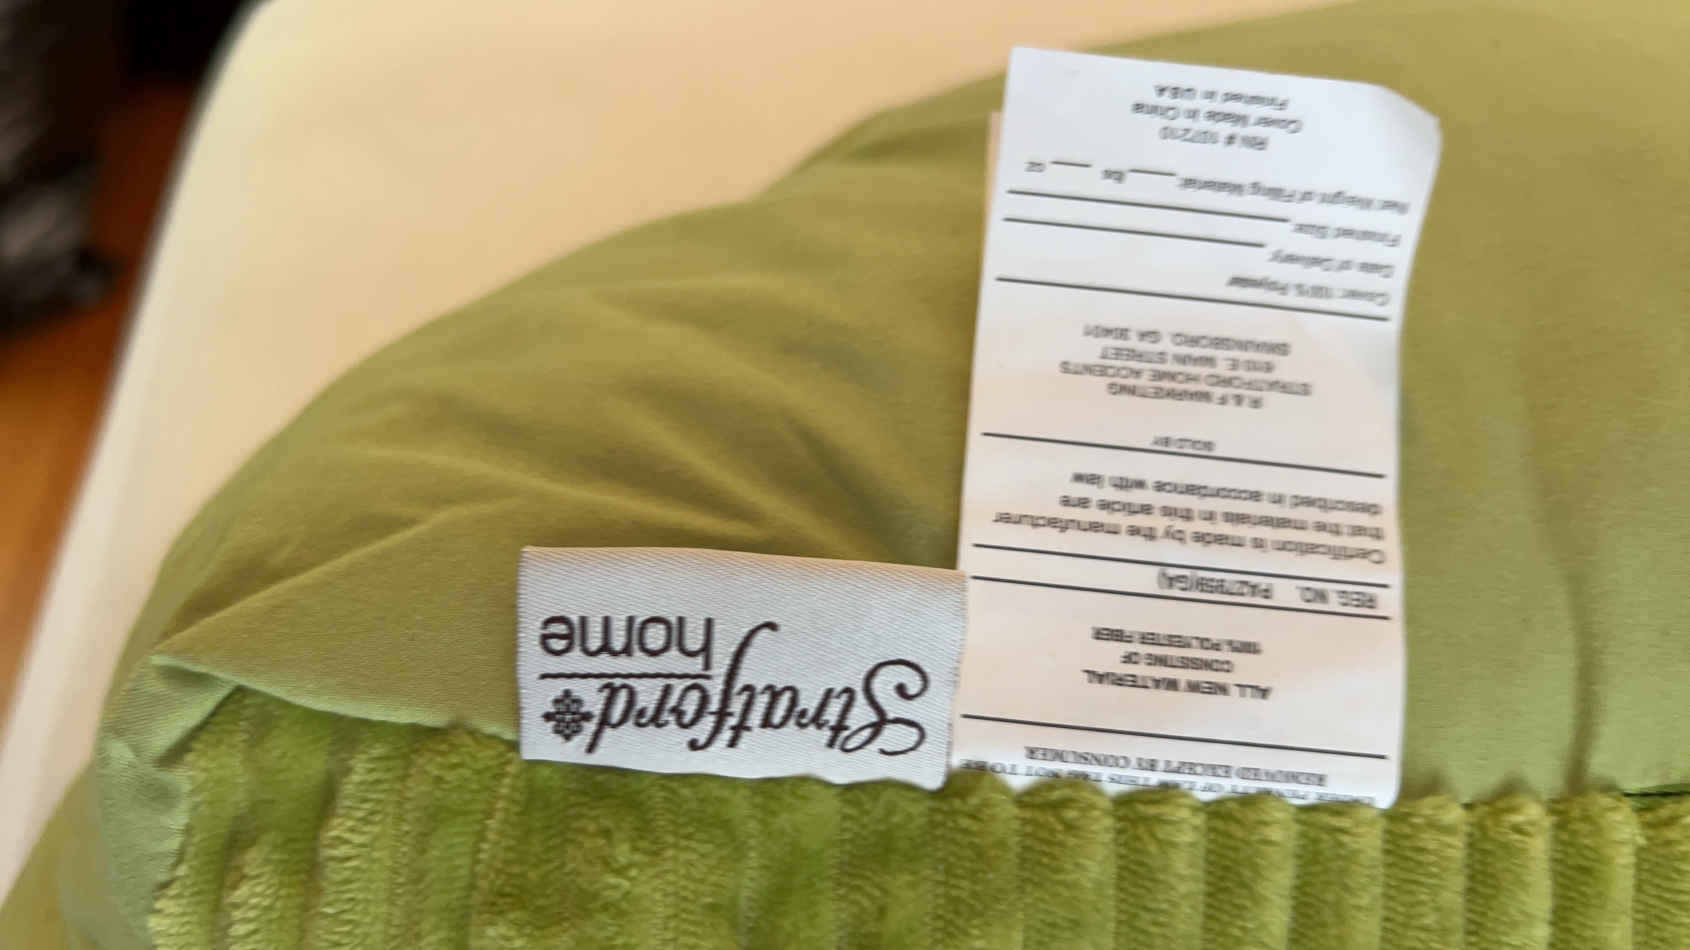 Stratford
home
UNDER PENALTY OF LAW THIS TAG NOT TO BE
REMOVED EXCEPT BY CONSUMER
ALL NEW MATERIAL
CONSISTING OF
100% POLYESTER FIBER
REG. NO. PA27959(GA)
Certification is made by the manufacturer
that the materials in this article are
described in accordance with law
SOLD BY
R & F MARKETING
STRATFORD HOME ACCENTS
610 E. MAIN STREET
SWAINSBORO, GA 30401
Cover: 100% Polyester
Date of Delivery:
Finished Size:
Net Weight of Filling Material: lbs oz
RN # 107210
Cover Made in China
Finished in USA